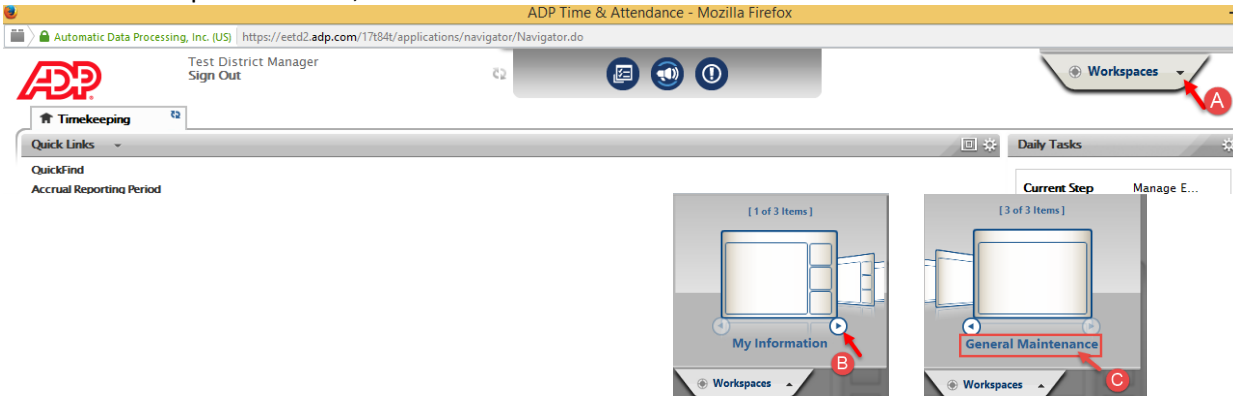 ADP Time & Attendance - Mozilla Firefox
Automatic Data Processing, Inc. (US) https://eetd2.adp.com/17t84t/applications/navigator/Navigator.do
ADP
Test District Manager
Sign Out
Workspaces
A
Timekeeping
Quick Links
Daily Tasks
QuickFind
Accrual Reporting Period
Current Step Manage E...
[ 1 of 3 Items ]
My Information
B
Workspaces
[ 3 of 3 Items ]
General Maintenance
C
Workspaces